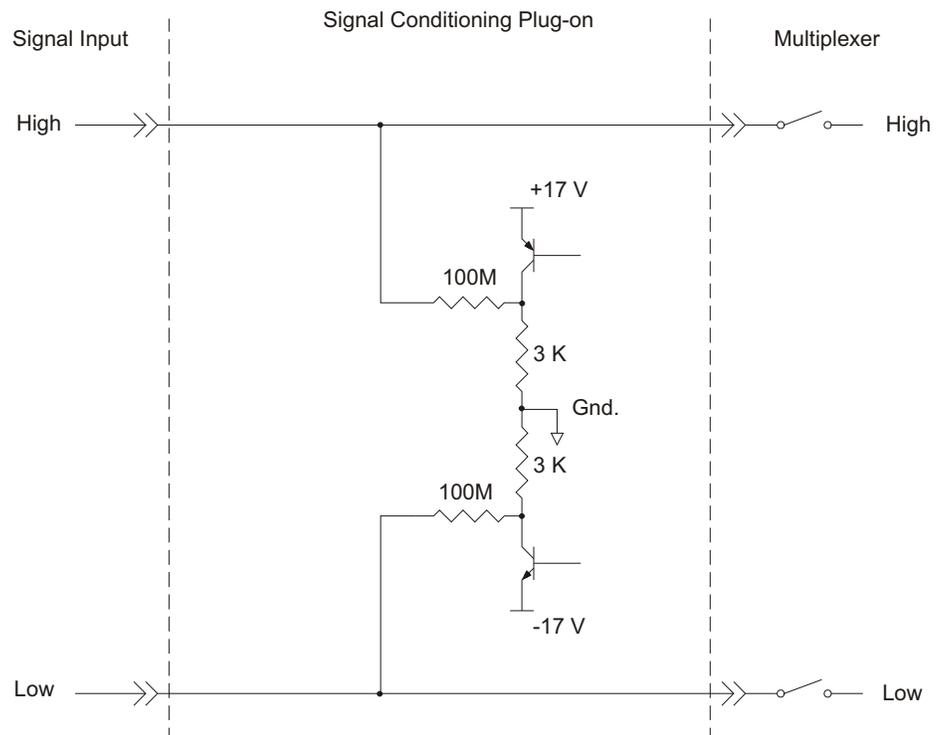 Signal Conditioning Plug-on
Signal Input
Multiplexer
High
High
+17 V
100M
3 K
Gnd.
3 K
100M
-17 V
Low
Low